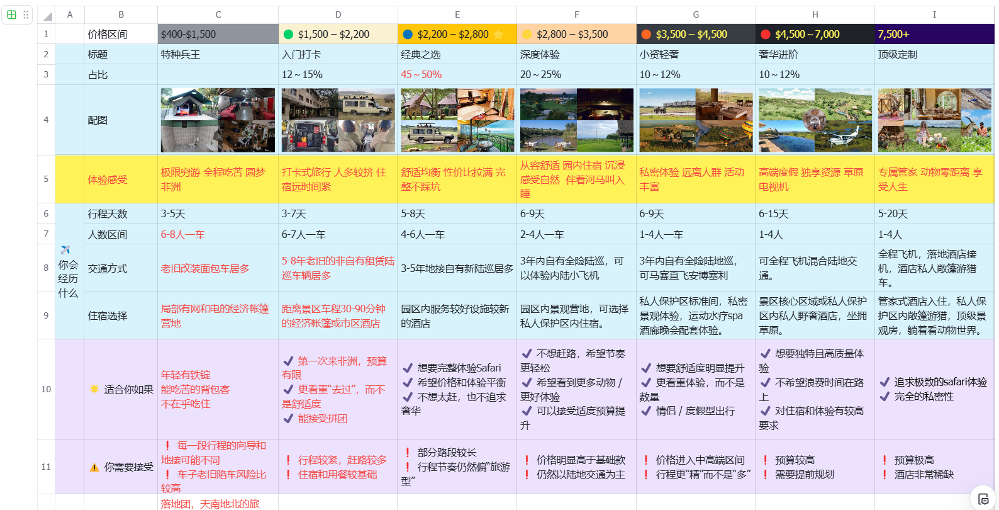 A B C D E F G H I
1 价格区间 $400-$1,500 $1,500 – $2,200 $2,200 – $2,800 $2,800 – $3,500 $3,500 – $4,500 $4,500～7,000 7,500+
2 标题 特种兵王 入门打卡 经典之选 深度体验 小资轻奢 奢华进阶 顶级定制
3 占比 12～15% 45～50% 20～25% 10～12% 10～12%
4 配图
5 体验感受
极限穷游 全程吃苦 圆梦
非洲
打卡式旅行 人多较挤 住
宿远时间紧
舒适均衡 性价比拉满 完
整不踩坑
从容舒适 园内住宿 沉浸
感受自然 伴着河马叫入
睡
私密体验 远离人群 活动
丰富
高端度假 独享资源 草原
电视机
专属管家 动物零距离 享
受人生
6 行程天数 3-5天 3-7天 5-8天 6-9天 6-9天 6-15天 5-20天
7 人数区间 6-8人一车 6-7人一车 4-6人一车 2-4人一车 1-4人一车 1-4人 1-4人
✈️
你会
经历
什么
8 交通方式
老旧改装面包车居多
5-8年老旧的非自有租赁陆
巡车辆居多
3-5年地接自有新陆巡居多
3年内自有全险陆巡，可
以体验内陆小飞机
3年内自有全险陆地巡，
可马赛直飞安博塞利
可全程飞机混合陆地交
通。
全程飞机，落地酒店接
机，酒店私人敞篷游猎
车。
9 住宿选择
局部有网和电的经济帐篷
营地
距离景区车程30-90分钟
的经济帐篷或市区酒店
园区内服务较好设施较新
的酒店
园区内景观营地，可选择
私人保护区内住宿。
私人保护区标准间，私密
景观体验，运动水疗spa
酒廊晚会配套体验。
景区核心区域或私人保护
区内私人野奢酒店，坐拥
草原。
管家式酒店入住，私人保
护区内敞篷游猎，顶级景
观房，躺着看动物世界。
10 🌟 适合你如果
年轻有铁锭
能吃苦的背包客
不在乎吃住
✔ 第一次来非洲，预算
有限
✔ 更看重“去过”，而不
是舒适度
✔ 能接受拼团
✔ 想要完整体验Safari
✔ 希望价格和体验平衡
✔ 不想太赶，也不追求
奢华
✔ 不想赶路，希望节奏
更轻松
✔ 希望看到更多动物 /
更好体验
✔ 可以接受适度预算提
升
✔ 想要舒适度明显提升
✔ 更看重体验，而不是
数量
✔ 情侣 / 度假型出行
✔ 想要独特且高质量体
验
✔ 不希望浪费时间在路
上
✔ 对住宿和体验有较高
要求
✔ 追求极致的safari体验
✔ 完全的私密性
11 ⚠️ 你需要接受
❗ 每一段行程的向导和
地接可能不同
❗ 车子老旧陷车风险比
较高
❗ 行程较紧，赶路较多
❗ 住宿和用餐较基础
❗ 部分路段较长
❗ 行程节奏仍然偏“旅游
型”
❗ 价格明显高于基础款
❗ 仍然以陆地交通为主
❗ 价格进入中高端区间
❗ 行程更“精”而不是“多”
❗ 预算较高
❗ 需要提前规划
❗ 预算极高
❗ 酒店非常稀缺
落地团，天南地北的旅